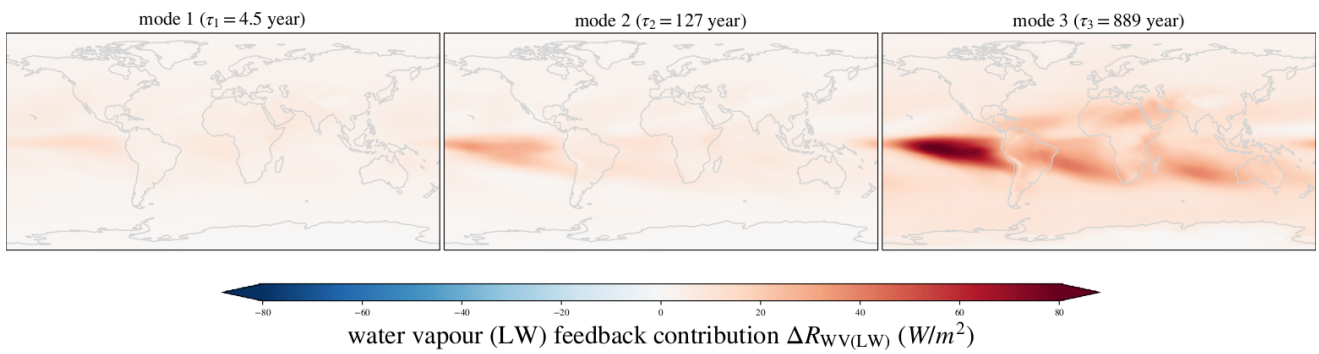 mode 1 (τ₁ = 4.5 year)
mode 2 (τ₂ = 127 year)
mode 3 (τ₃ = 889 year)
−80 −60 −40 −20 0 20 40 60 80
water vapour (LW) feedback contribution ΔR_WV(LW) (W/m²)